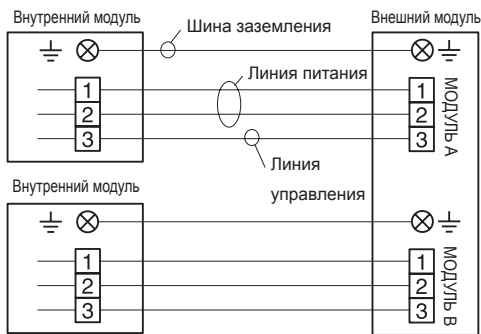 Внутренний модуль
Шина заземления
Внешний модуль
Линия питания
1
2
3
1
2
3
МОДУЛЬ A
Линия
управления
Внутренний модуль
1
2
3
1
2
3
МОДУЛЬ B